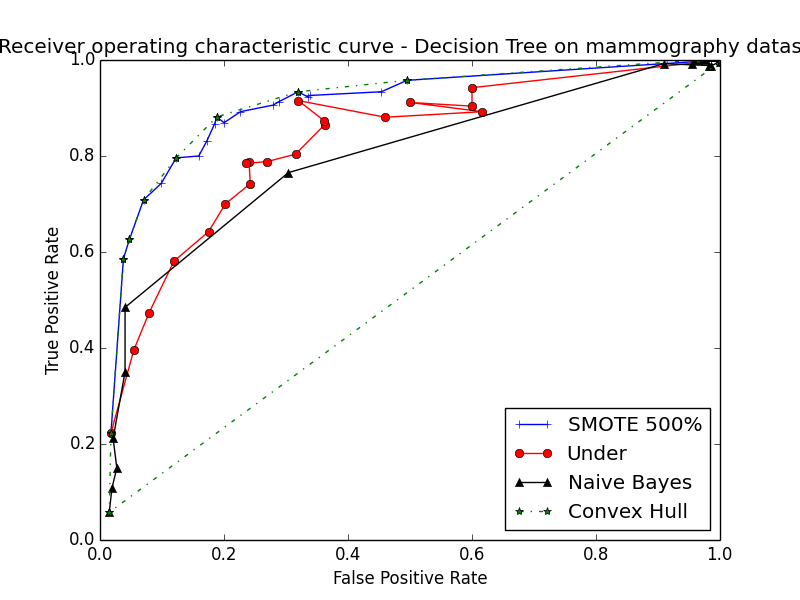 Receiver operating characteristic curve - Decision Tree on mammography datas
1.0
0.8
0.6
0.4
0.2
0.0
True Positive Rate
SMOTE 500%
Under
Naive Bayes
Convex Hull
0.0 0.2 0.4 0.6 0.8 1.0
False Positive Rate